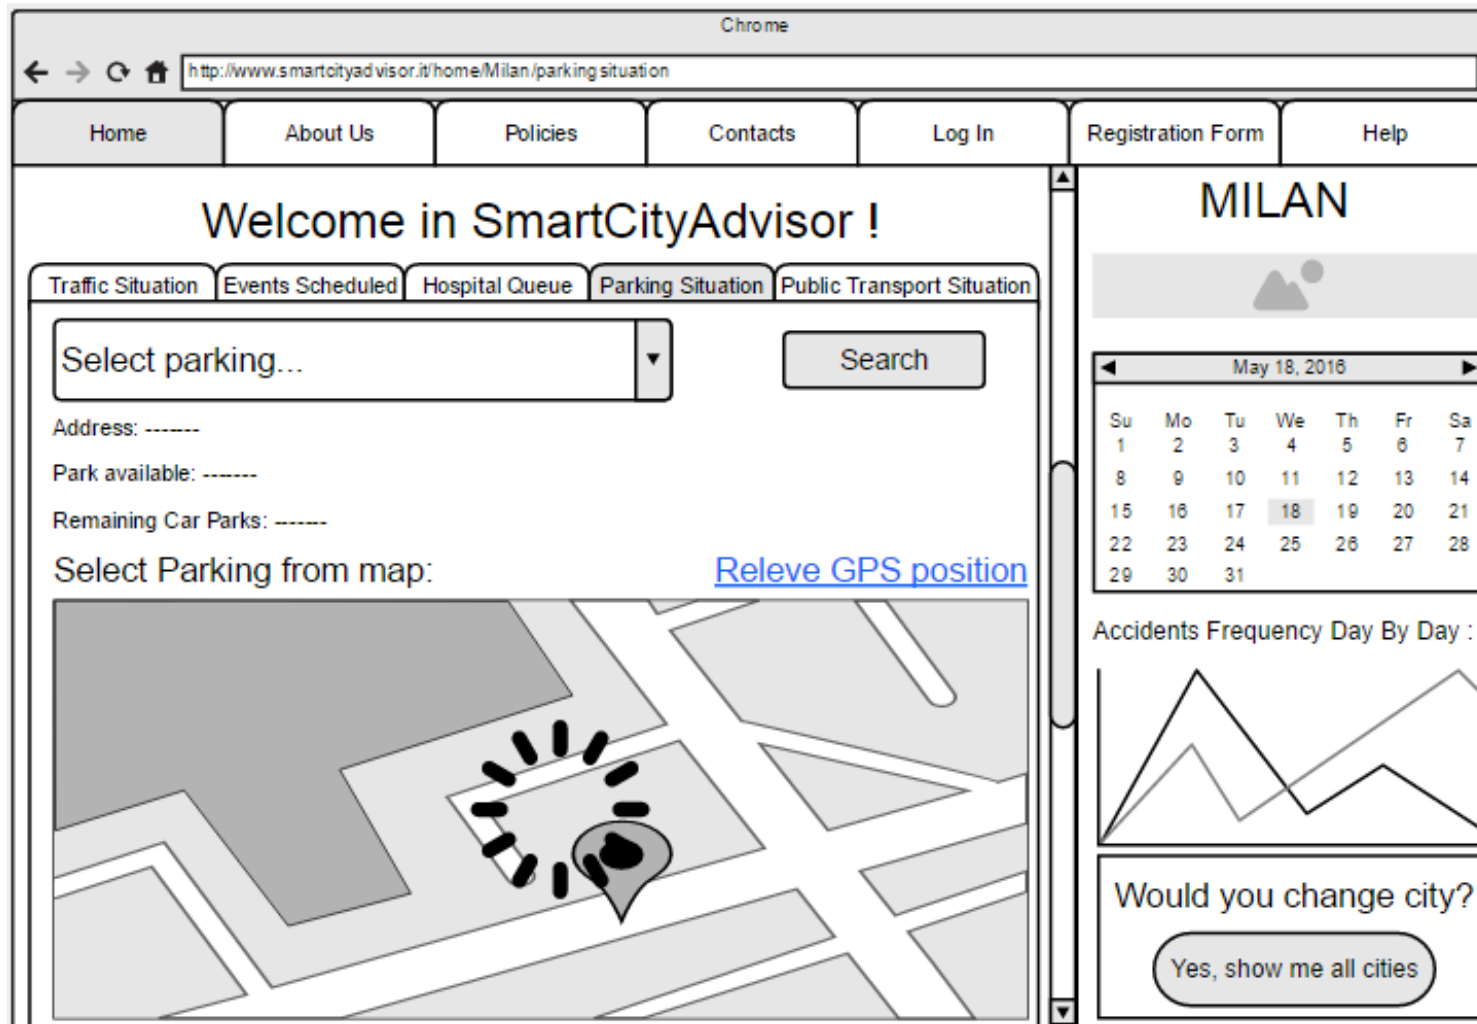 Chrome
http://www.smartcityadvisor.it/home/Milan/parkingsituation
Home About Us Policies Contacts Log In Registration Form Help
Welcome in SmartCityAdvisor !
Traffic Situation Events Scheduled Hospital Queue Parking Situation Public Transport Situation
Select parking... Search
Address: -------
Park available: -------
Remaining Car Parks: -------
Select Parking from map: Releve GPS position
MILAN
May 18, 2016
Su Mo Tu We Th Fr Sa
1 2 3 4 5 6 7
8 9 10 11 12 13 14
15 16 17 18 19 20 21
22 23 24 25 26 27 28
29 30 31
Accidents Frequency Day By Day :
Would you change city?
Yes, show me all cities